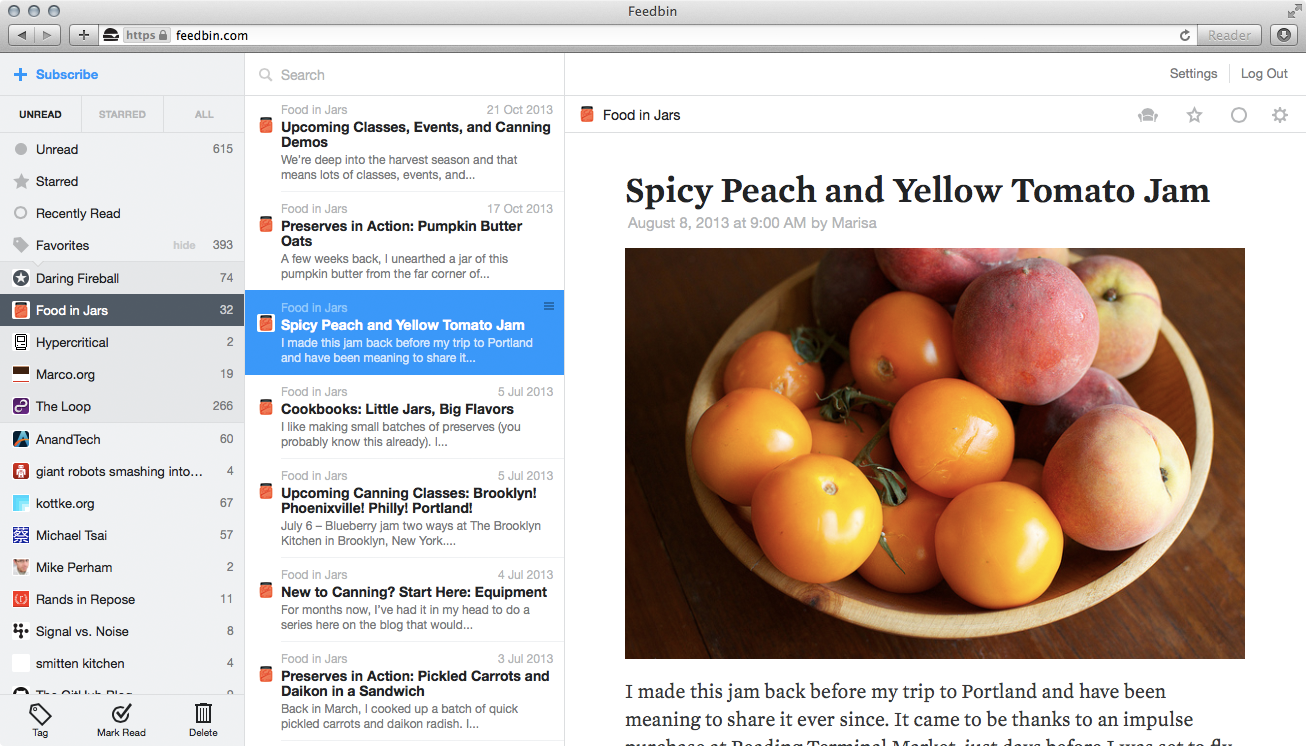 Feedbin
https feedbin.com
Reader
Subscribe
UNREAD STARRED ALL
Unread 615
Starred
Recently Read
Favorites hide 393
Daring Fireball 74
Food in Jars 32
Hypercritical 2
Marco.org 19
The Loop 266
AnandTech 60
giant robots smashing into... 4
kottke.org 67
Michael Tsai 57
Mike Perham 2
Rands in Repose 11
Signal vs. Noise 8
smitten kitchen 4
The GitHub Blog
Tag Mark Read Delete
Search
Food in Jars 21 Oct 2013
Upcoming Classes, Events, and Canning
Demos
We're deep into the harvest season and that
means lots of classes, events, and...
Food in Jars 17 Oct 2013
Preserves in Action: Pumpkin Butter
Oats
A few weeks back, I unearthed a jar of this
pumpkin butter from the far corner of...
Food in Jars
Spicy Peach and Yellow Tomato Jam
I made this jam back before my trip to Portland
and have been meaning to share it...
Food in Jars 5 Jul 2013
Cookbooks: Little Jars, Big Flavors
I like making small batches of preserves (you
probably know this already). I...
Food in Jars 5 Jul 2013
Upcoming Canning Classes: Brooklyn!
Phoenixville! Philly! Portland!
July 6 – Blueberry jam two ways at The Brooklyn
Kitchen in Brooklyn, New York....
Food in Jars 4 Jul 2013
New to Canning? Start Here: Equipment
For months now, I've had it in my head to do a
series here on the blog that would...
Food in Jars 3 Jul 2013
Preserves in Action: Pickled Carrots and
Daikon in a Sandwich
Back in March, I cooked up a batch of quick
pickled carrots and daikon radish. I...
Settings Log Out
Food in Jars
Spicy Peach and Yellow Tomato Jam
August 8, 2013 at 9:00 AM by Marisa
I made this jam back before my trip to Portland and have been
meaning to share it ever since. It came to be thanks to an impulse
purchase at Reading Terminal Market, just days before I was set to fly